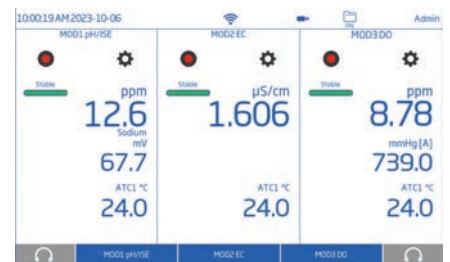 10:00:19 AM 2023-10-06
Admin
MOD1 pH/ISE
MOD2 EC
MOD3 DO
Stable
ppm
12.6
Sodium
mV
67.7
ATC1 °C
24.0
Stable
µS/cm
1.606
ATC1 °C
24.0
Stable
ppm
8.78
mmHg [A]
739.0
ATC1 °C
24.0
MOD1 pH/ISE
MOD2 EC
MOD3 DO